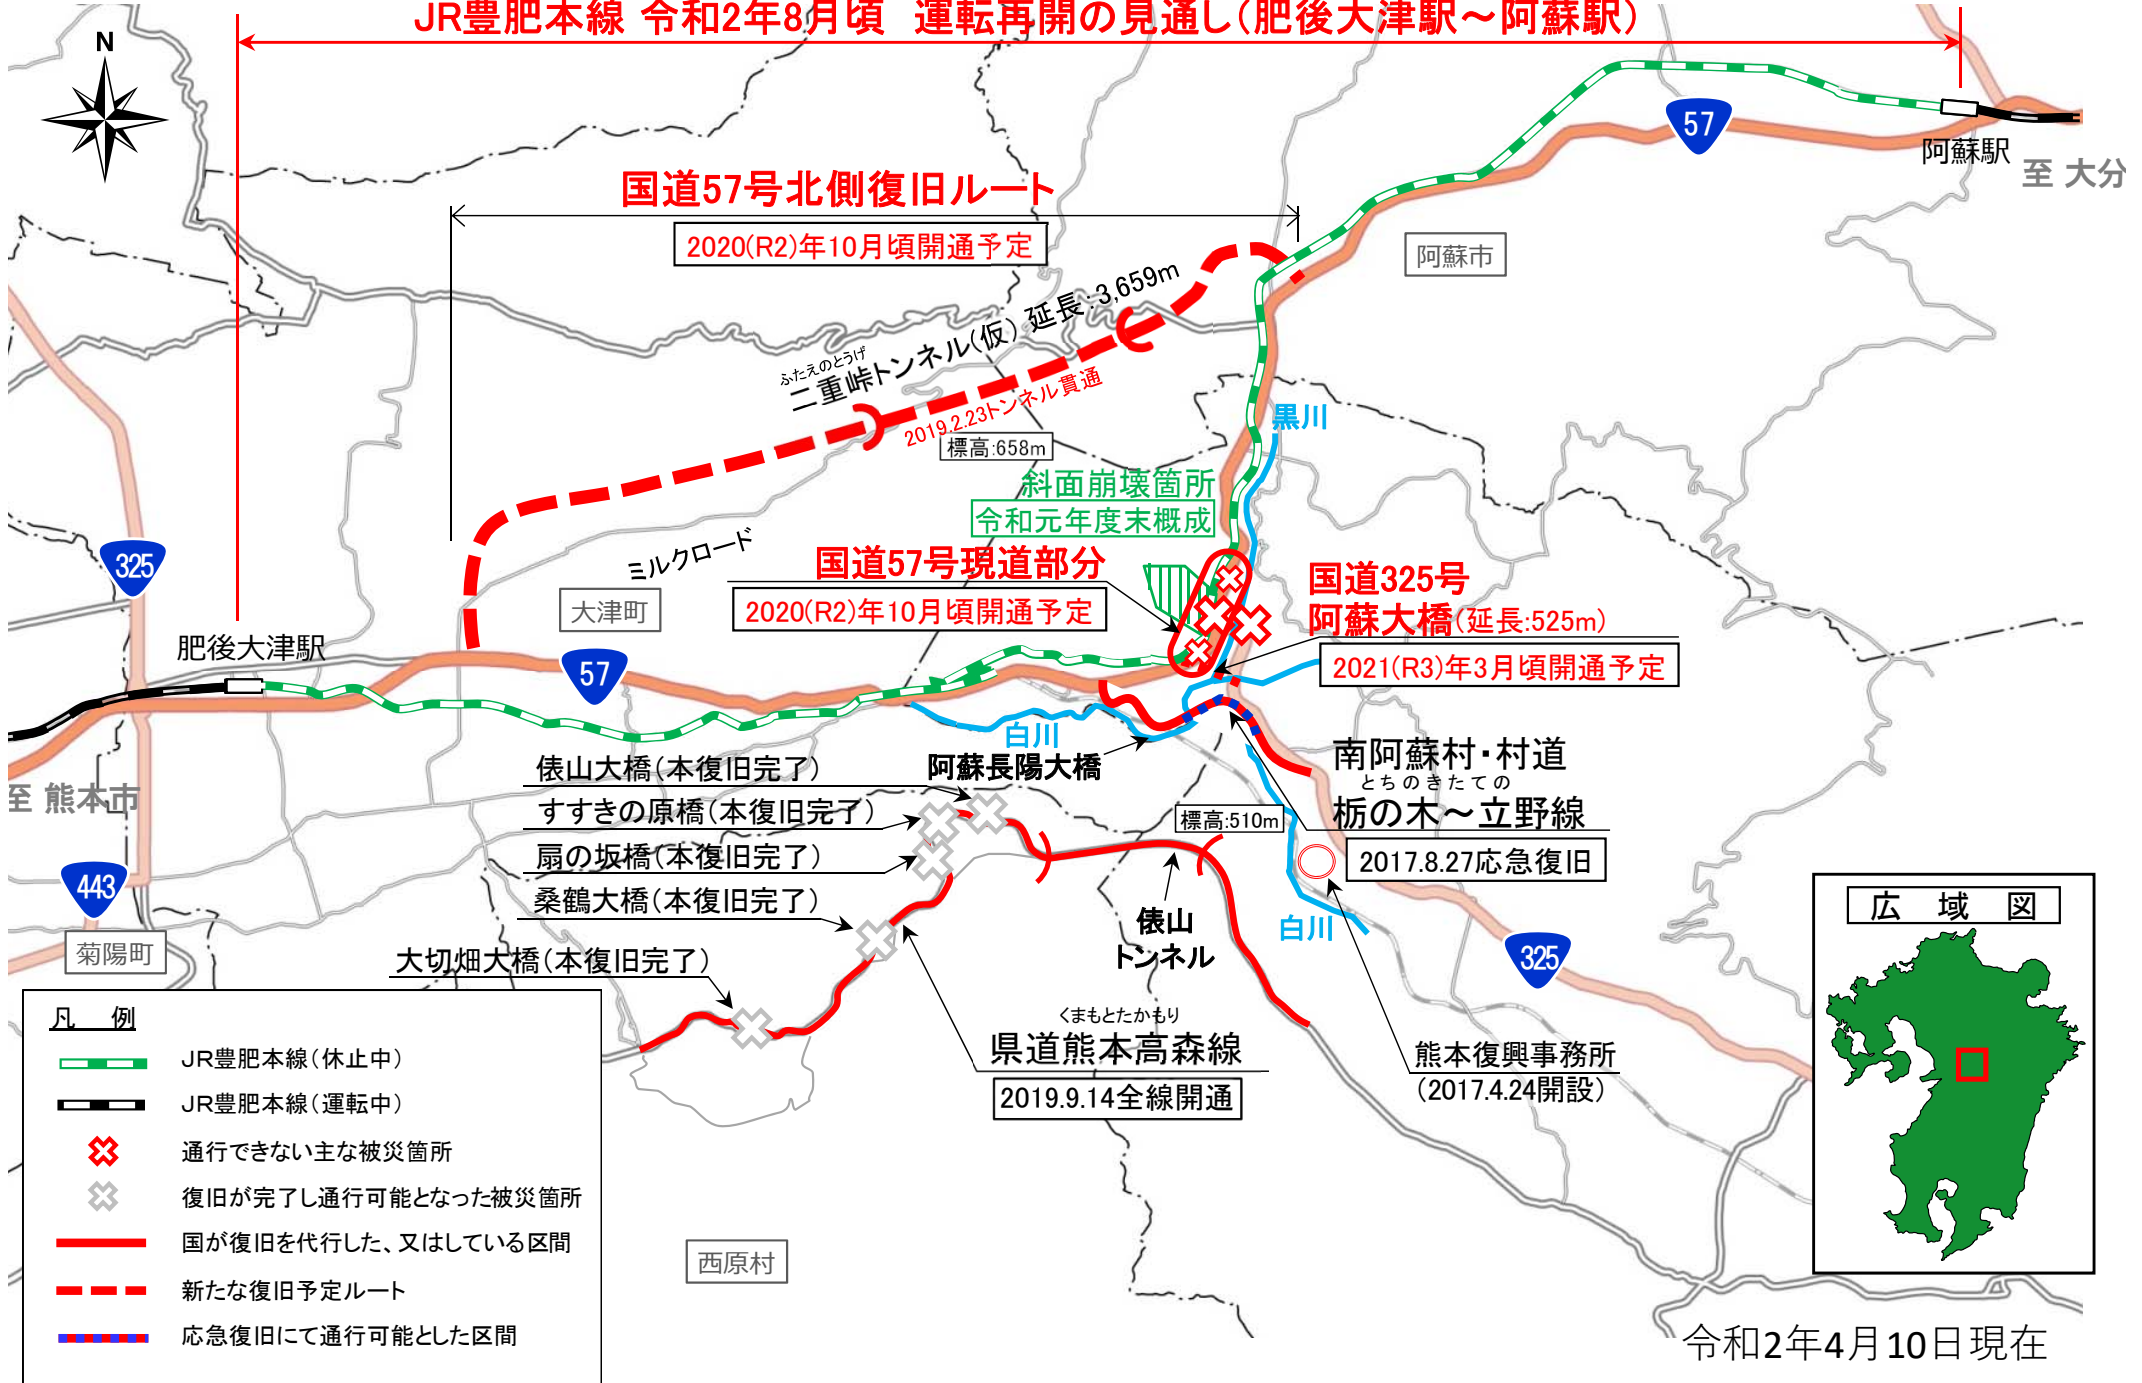 JR豊肥本線 令和2年8月頃 運転再開の見通し(肥後大津駅~阿蘇駅)
N
57
阿蘇駅
至 大分
国道57号北側復旧ルート
2020(R2)年10月頃開通予定
阿蘇市
ふたえのとうげ
二重峠トンネル(仮) 延長:3,659m
2019.2.23トンネル貫通
標高:658m
黒川
斜面崩壊箇所
令和元年度末概成
ミルクロード
国道57号現道部分
2020(R2)年10月頃開通予定
国道325号
阿蘇大橋(延長:525m)
2021(R3)年3月頃開通予定
325
大津町
肥後大津駅
57
白川
阿蘇長陽大橋
南阿蘇村・村道
とちのきたての
栃の木~立野線
2017.8.27応急復旧
至 熊本市
俵山大橋(本復旧完了)
すすきの原橋(本復旧完了)
扇の坂橋(本復旧完了)
桑鶴大橋(本復旧完了)
大切畑大橋(本復旧完了)
標高:510m
443
菊陽町
俵山
トンネル
白川
325
くまもとたかもり
県道熊本高森線
2019.9.14全線開通
熊本復興事務所
(2017.4.24開設)
西原村
広 域 図
凡 例
JR豊肥本線(休止中)
JR豊肥本線(運転中)
通行できない主な被災箇所
復旧が完了し通行可能となった被災箇所
国が復旧を代行した、又はしている区間
新たな復旧予定ルート
応急復旧にて通行可能とした区間
令和2年4月10日現在